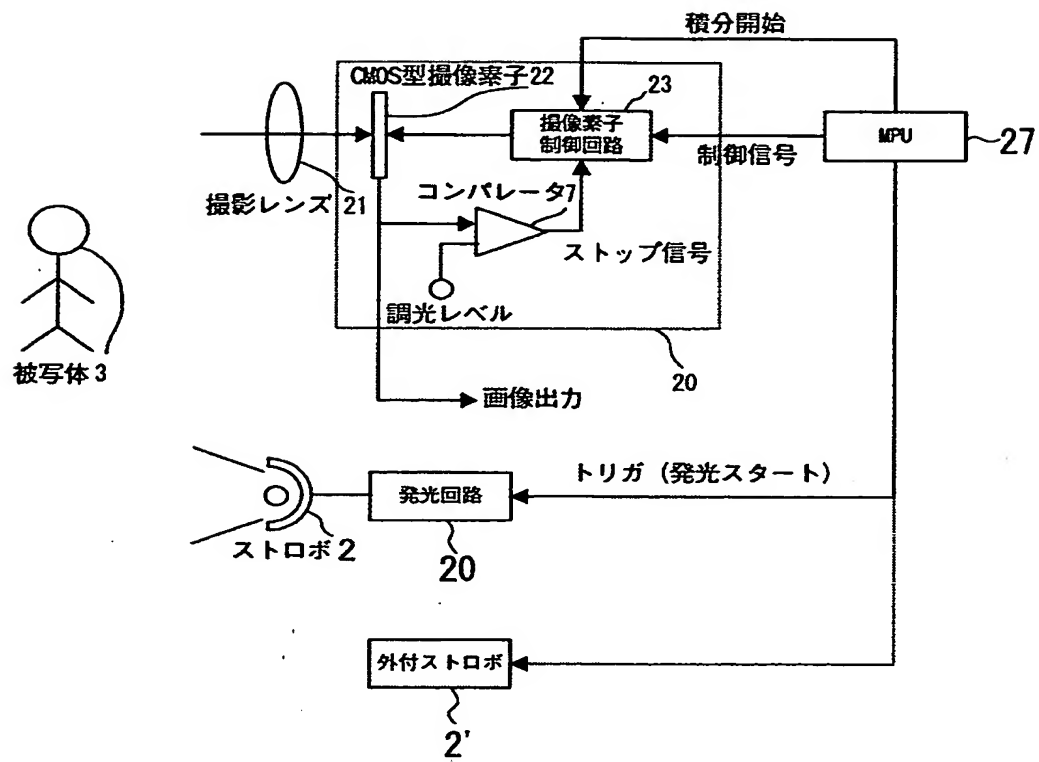 積分開始
CMOS型撮像素子22
23
撮像素子
制御回路
MPU
27
制御信号
撮影レンズ 21
コンパレータ7
ストップ信号
調光レベル
20
被写体 3
画像出力
トリガ（発光スタート）
発光回路
ストロボ 2
20
外付ストロボ
2'